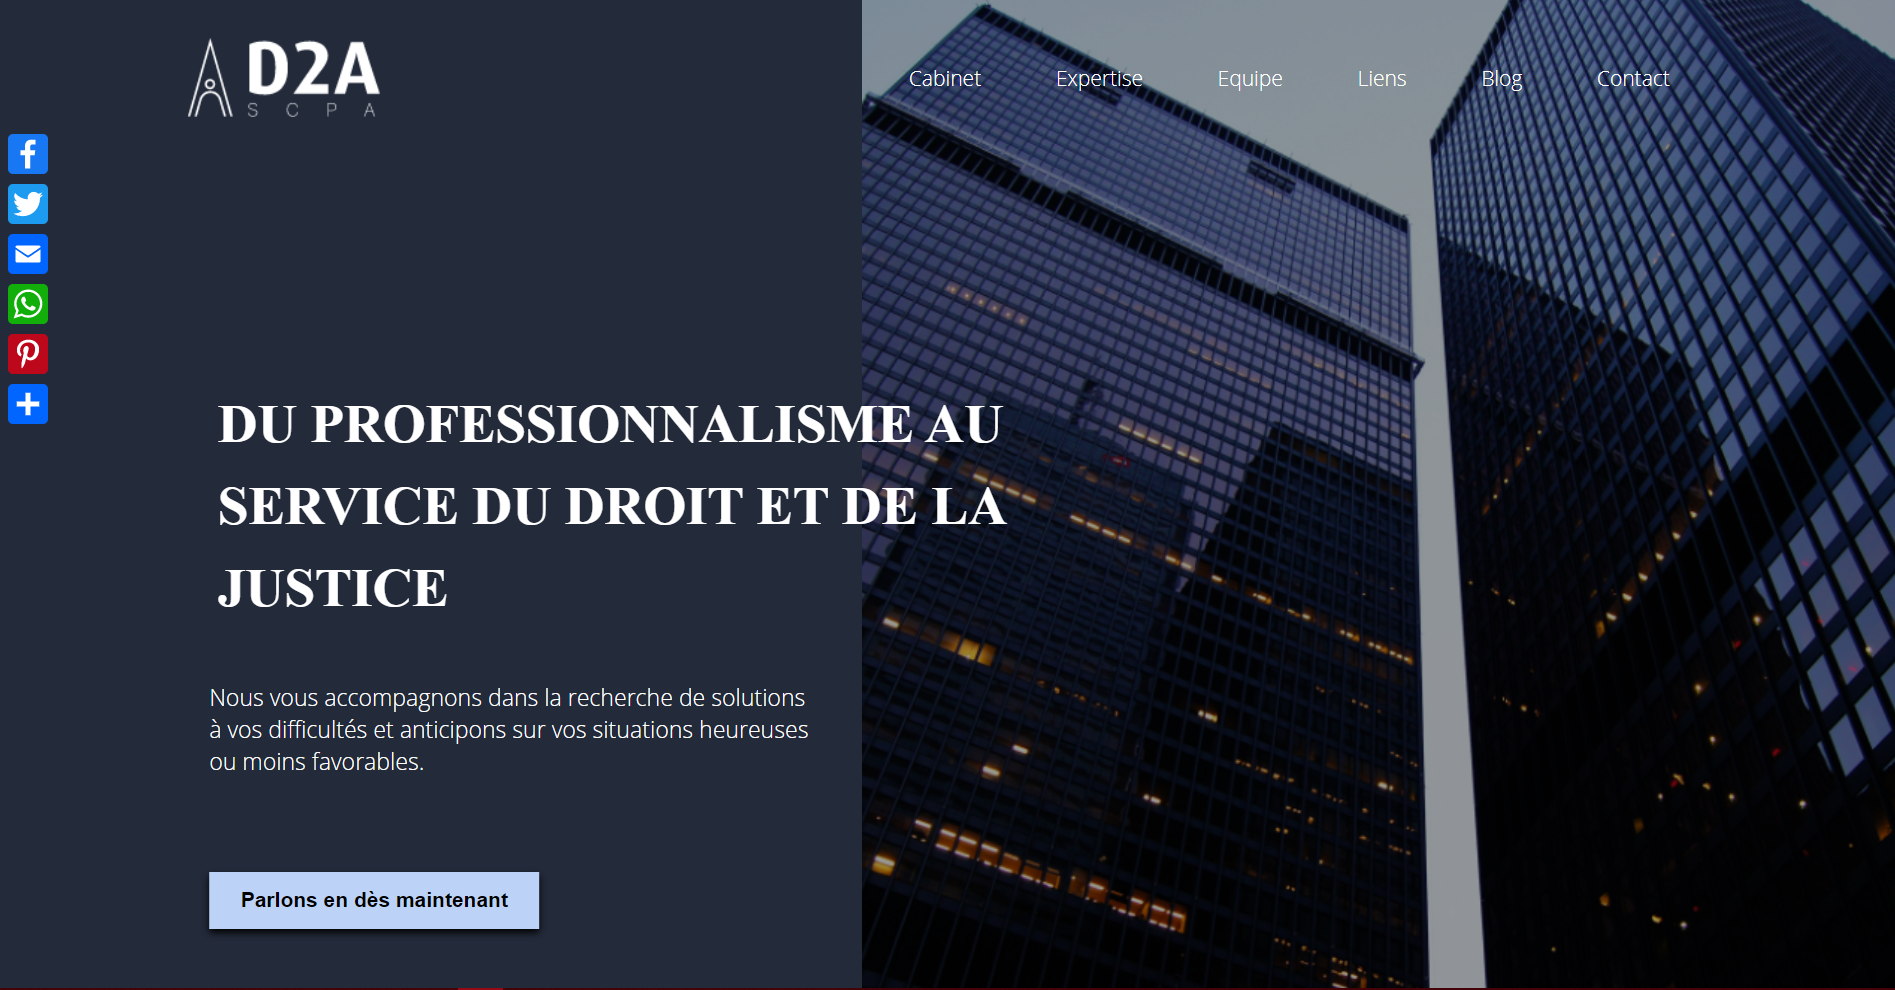 D2A
SCPA
Cabinet Expertise Equipe Liens Blog Contact
DU PROFESSIONNALISME AU
SERVICE DU DROIT ET DE LA
JUSTICE
Nous vous accompagnons dans la recherche de solutions
à vos difficultés et anticipons sur vos situations heureuses
ou moins favorables.
Parlons en dès maintenant